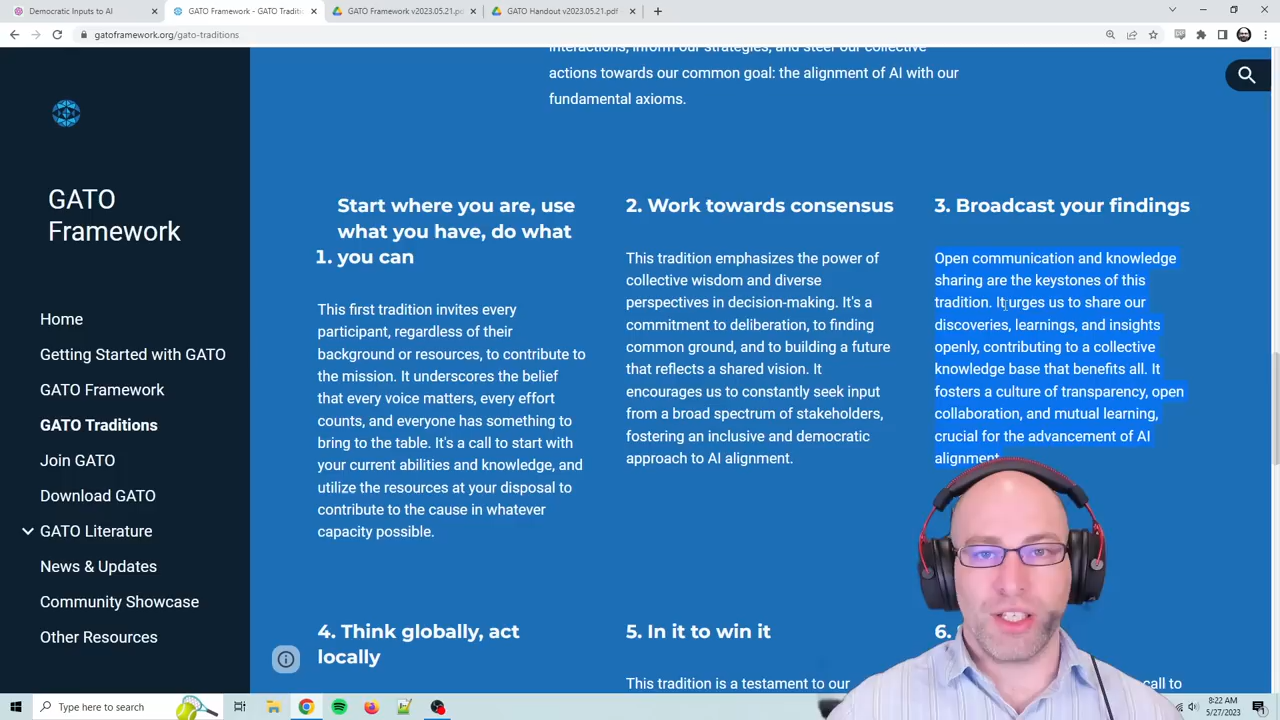 Democratic Inputs to AI
GATO Framework - GATO Traditi
GATO Framework v2023.05.21.pd
GATO Handout v2023.05.21.pdf
gatoframework.org/gato-traditions
GATO
Framework
Home
Getting Started with GATO
GATO Framework
GATO Traditions
Join GATO
Download GATO
GATO Literature
News & Updates
Community Showcase
Other Resources
interactions, inform our strategies, and steer our collective
actions towards our common goal: the alignment of AI with our
fundamental axioms.
Start where you are, use
what you have, do what
1. you can
This first tradition invites every
participant, regardless of their
background or resources, to contribute to
the mission. It underscores the belief
that every voice matters, every effort
counts, and everyone has something to
bring to the table. It's a call to start with
your current abilities and knowledge, and
utilize the resources at your disposal to
contribute to the cause in whatever
capacity possible.
2. Work towards consensus
This tradition emphasizes the power of
collective wisdom and diverse
perspectives in decision-making. It's a
commitment to deliberation, to finding
common ground, and to building a future
that reflects a shared vision. It
encourages us to constantly seek input
from a broad spectrum of stakeholders,
fostering an inclusive and democratic
approach to AI alignment.
3. Broadcast your findings
Open communication and knowledge
sharing are the keystones of this
tradition. It urges us to share our
discoveries, learnings, and insights
openly, contributing to a collective
knowledge base that benefits all. It
fosters a culture of transparency, open
collaboration, and mutual learning,
crucial for the advancement of AI
alignment.
4. Think globally, act
locally
5. In it to win it
This tradition is a testament to our
6.
call to
Type here to search
8:22 AM
5/27/2023